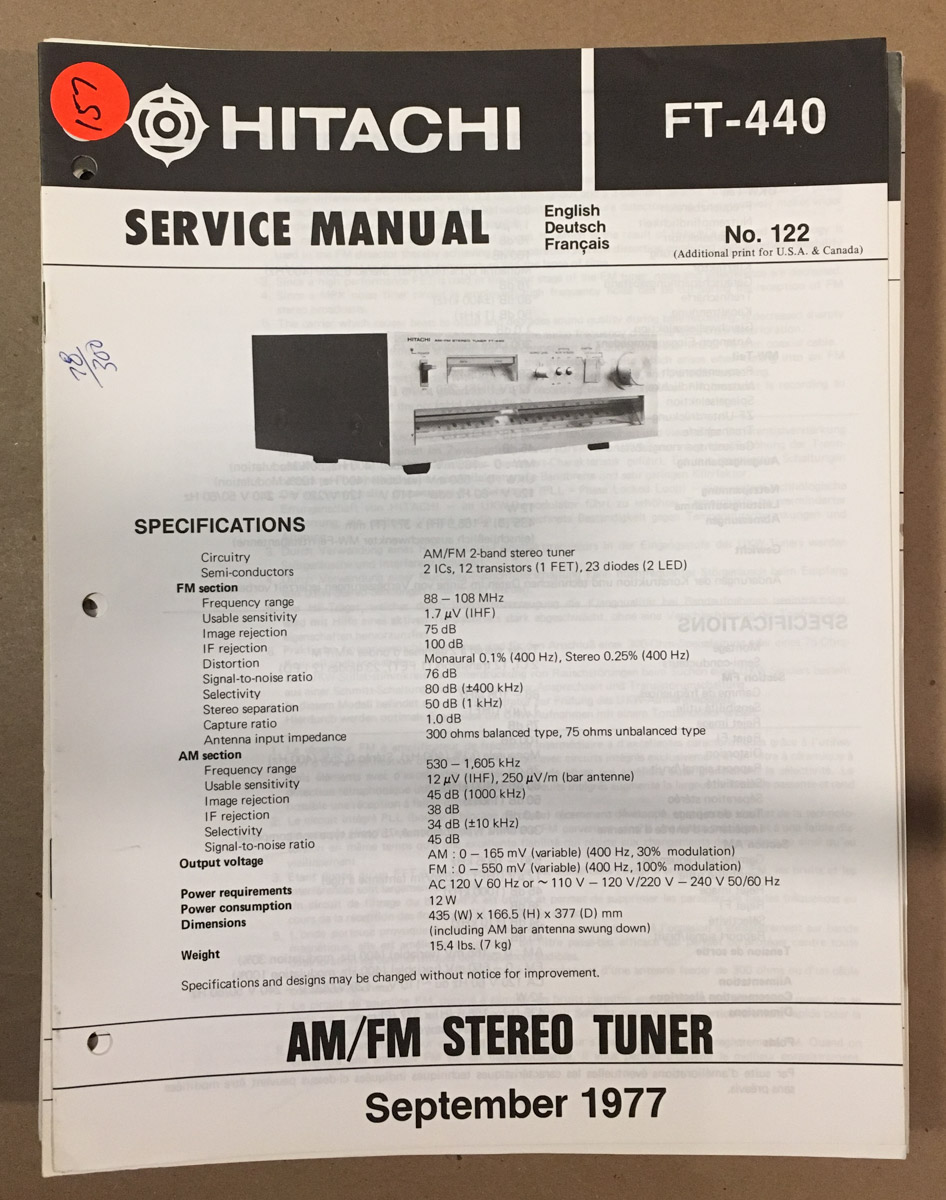 157
HITACHI
FT-440
SERVICE MANUAL
English
Deutsch
Français
No. 122
(Additional print for U.S.A. & Canada)
78/300
HITACHI AM/FM STEREO TUNER FT-440
SPECIFICATIONS
Circuitry AM/FM 2-band stereo tuner
Semi-conductors 2 ICs, 12 transistors (1 FET), 23 diodes (2 LED)
FM section
Frequency range 88 – 108 MHz
Usable sensitivity 1.7 µV (IHF)
Image rejection 75 dB
IF rejection 100 dB
Distortion Monaural 0.1% (400 Hz), Stereo 0.25% (400 Hz)
Signal-to-noise ratio 76 dB
Selectivity 80 dB (±400 kHz)
Stereo separation 50 dB (1 kHz)
Capture ratio 1.0 dB
Antenna input impedance 300 ohms balanced type, 75 ohms unbalanced type
AM section
Frequency range 530 – 1,605 kHz
Usable sensitivity 12 µV (IHF), 250 µV/m (bar antenne)
Image rejection 45 dB (1000 kHz)
IF rejection 38 dB
Selectivity 34 dB (±10 kHz)
Signal-to-noise ratio 45 dB
Output voltage AM : 0 – 165 mV (variable) (400 Hz, 30% modulation)
FM : 0 – 550 mV (variable) (400 Hz, 100% modulation)
Power requirements AC 120 V 60 Hz or ~ 110 V – 120 V/220 V – 240 V 50/60 Hz
Power consumption 12 W
Dimensions 435 (W) x 166.5 (H) x 377 (D) mm
(including AM bar antenna swung down)
Weight 15.4 lbs. (7 kg)
Specifications and designs may be changed without notice for improvement.
AM/FM STEREO TUNER
September 1977